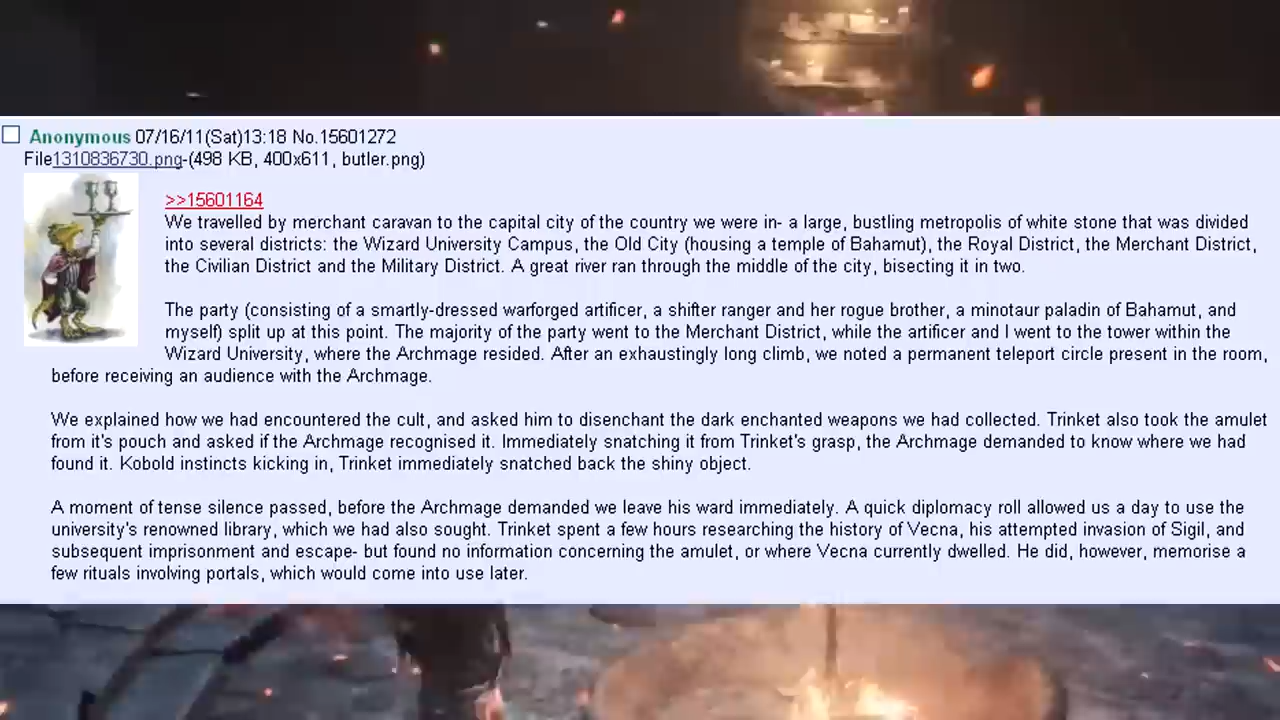 Anonymous 07/16/11(Sat)13:18 No.15601272
File1310836730.png-(498 KB, 400x611, butler.png)
>>15601164
We travelled by merchant caravan to the capital city of the country we were in- a large, bustling metropolis of white stone that was divided
into several districts: the Wizard University Campus, the Old City (housing a temple of Bahamut), the Royal District, the Merchant District,
the Civilian District and the Military District. A great river ran through the middle of the city, bisecting it in two.
The party (consisting of a smartly-dressed warforged artificer, a shifter ranger and her rogue brother, a minotaur paladin of Bahamut, and
myself) split up at this point. The majority of the party went to the Merchant District, while the artificer and I went to the tower within the
Wizard University, where the Archmage resided. After an exhaustingly long climb, we noted a permanent teleport circle present in the room,
before receiving an audience with the Archmage.
We explained how we had encountered the cult, and asked him to disenchant the dark enchanted weapons we had collected. Trinket also took the amulet
from it's pouch and asked if the Archmage recognised it. Immediately snatching it from Trinket's grasp, the Archmage demanded to know where we had
found it. Kobold instincts kicking in, Trinket immediately snatched back the shiny object.
A moment of tense silence passed, before the Archmage demanded we leave his ward immediately. A quick diplomacy roll allowed us a day to use the
university's renowned library, which we had also sought. Trinket spent a few hours researching the history of Vecna, his attempted invasion of Sigil, and
subsequent imprisonment and escape- but found no information concerning the amulet, or where Vecna currently dwelled. He did, however, memorise a
few rituals involving portals, which would come into use later.